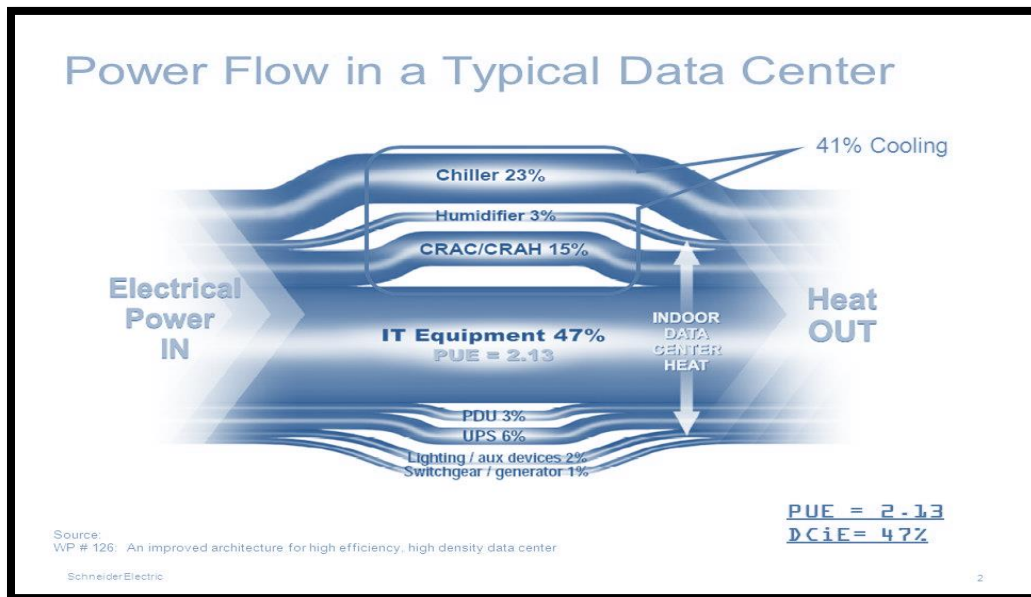 Power Flow in a Typical Data Center
41% Cooling
Chiller 23%
Humidifier 3%
CRAC/CRAH 15%
Electrical
Power
IN
IT Equipment 47%
PUE = 2.13
INDOOR
DATA
CENTER
HEAT
Heat
OUT
PDU 3%
UPS 6%
Lighting / aux devices 2%
Switchgear / generator 1%
PUE = 2.13
DCiE= 47%
Source:
WP # 126: An improved architecture for high efficiency, high density data center
Schneider Electric
2